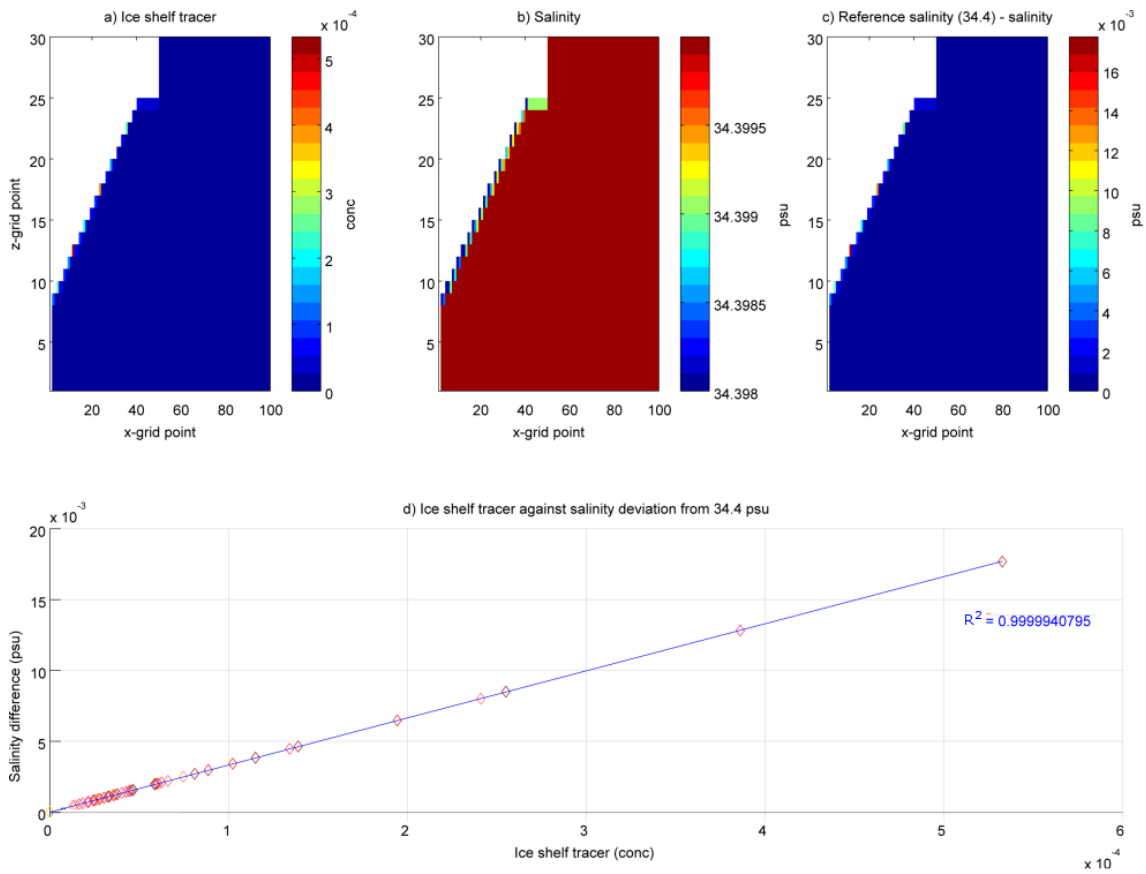 a) Ice shelf tracer
x 10^-4
30
25
20
15
10
5
z-grid point
20 40 60 80 100
x-grid point
5
4
3
2
1
0
conc
b) Salinity
30
25
20
15
10
5
20 40 60 80 100
x-grid point
34.3995
34.399
34.3985
34.398
psu
c) Reference salinity (34.4) - salinity
x 10^-3
30
25
20
15
10
5
20 40 60 80 100
x-grid point
16
14
12
10
8
6
4
2
0
psu
d) Ice shelf tracer against salinity deviation from 34.4 psu
x 10^-3
20
15
10
5
0
Salinity difference (psu)
R^2 = 0.9999940795
0 1 2 3 4 5 6
Ice shelf tracer (conc)
x 10^-4